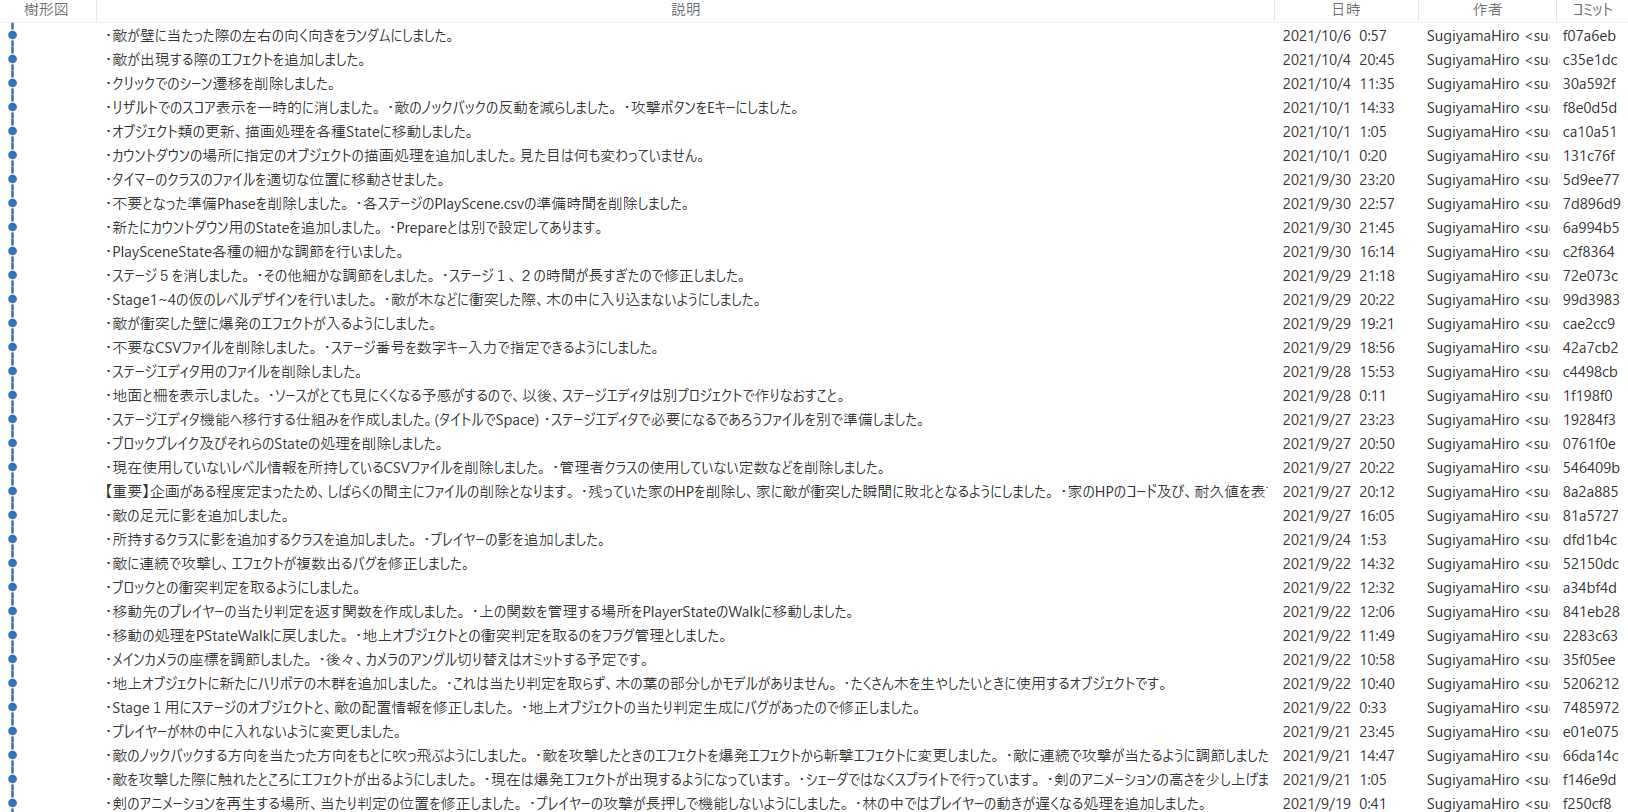 樹形図 説明 日時 作者 コミット
・敵が壁に当たった際の左右の向く向きをランダムにしました。 2021/10/6 0:57 SugiyamaHiro <su f07a6eb
・敵が出現する際のエフェクトを追加しました。 2021/10/4 20:45 SugiyamaHiro <su c35e1dc
・クリックでのシーン遷移を削除しました。 2021/10/4 11:35 SugiyamaHiro <su 30a592f
・リザルトでのスコア表示を一時的に消しました。 ・敵のノックバックの反動を減らしました。 ・攻撃ボタンをEキーにしました。 2021/10/1 14:33 SugiyamaHiro <su f8e0d5d
・オブジェクト類の更新、描画処理を各種Stateに移動しました。 2021/10/1 1:05 SugiyamaHiro <su ca10a51
・カウントダウンの場所に指定のオブジェクトの描画処理を追加しました。見た目は何も変わっていません。 2021/10/1 0:20 SugiyamaHiro <su 131c76f
・タイマーのクラスのファイルを適切な位置に移動させました。 2021/9/30 23:20 SugiyamaHiro <su 5d9ee77
・不要となった準備Phaseを削除しました。 ・各ステージのPlayScene.csvの準備時間を削除しました。 2021/9/30 22:57 SugiyamaHiro <su 7d896d9
・新たにカウントダウン用のStateを追加しました。 ・Prepareとは別で設定してあります。 2021/9/30 21:45 SugiyamaHiro <su 6a994b5
・PlaySceneState各種の細かな調節を行いました。 2021/9/30 16:14 SugiyamaHiro <su c2f8364
・ステージ５を消しました。 ・その他細かな調節をしました。 ・ステージ１、２の時間が長すぎたので修正しました。 2021/9/29 21:18 SugiyamaHiro <su 72e073c
・Stage1~4の仮のレベルデザインを行いました。 ・敵が木などに衝突した際、木の中に入り込まないようにしました。 2021/9/29 20:22 SugiyamaHiro <su 99d3983
・敵が衝突した壁に爆発のエフェクトが入るようにしました。 2021/9/29 19:21 SugiyamaHiro <su cae2cc9
・不要なCSVファイルを削除しました。 ・ステージ番号を数字キー入力で指定できるようにしました。 2021/9/29 18:56 SugiyamaHiro <su 42a7cb2
・ステージエディタ用のファイルを削除しました。 2021/9/28 15:53 SugiyamaHiro <su c4498cb
・地面と柵を表示しました。 ・ソースがとても見にくくなる予感がするので、以後、ステージエディタは別プロジェクトで作りなおすこと。 2021/9/28 0:11 SugiyamaHiro <su 1f198f0
・ステージエディタ機能へ移行する仕組みを作成しました。(タイトルでSpace) ・ステージエディタで必要になるであろうファイルを別で準備しました。 2021/9/27 23:23 SugiyamaHiro <su 19284f3
・ブロックブレイク及びそれらのStateの処理を削除しました。 2021/9/27 20:50 SugiyamaHiro <su 0761f0e
・現在使用していないレベル情報を所持しているCSVファイルを削除しました。 ・管理者クラスの使用していない定数などを削除しました。 2021/9/27 20:22 SugiyamaHiro <su 546409b
【重要】企画がある程度定まったため、しばらくの間主にファイルの削除となります。 ・残っていた家のHPを削除し、家に敵が衝突した瞬間に敗北となるようにしました。 ・家のHPのコード及び、耐久値を表 2021/9/27 20:12 SugiyamaHiro <su 8a2a885
・敵の足元に影を追加しました。 2021/9/27 16:05 SugiyamaHiro <su 81a5727
・所持するクラスに影を追加するクラスを追加しました。 ・プレイヤーの影を追加しました。 2021/9/24 1:53 SugiyamaHiro <su dfd1b4c
・敵に連続で攻撃し、エフェクトが複数出るバグを修正しました。 2021/9/22 14:32 SugiyamaHiro <su 52150dc
・ブロックとの衝突判定を取るようにしました。 2021/9/22 12:32 SugiyamaHiro <su a34bf4d
・移動先のプレイヤーの当たり判定を返す関数を作成しました。 ・上の関数を管理する場所をPlayerStateのWalkに移動しました。 2021/9/22 12:06 SugiyamaHiro <su 841eb28
・移動の処理をPStateWalkに戻しました。 ・地上オブジェクトとの衝突判定を取るのをフラグ管理としました。 2021/9/22 11:49 SugiyamaHiro <su 2283c63
・メインカメラの座標を調節しました。 ・後々、カメラのアングル切り替えはオミットする予定です。 2021/9/22 10:58 SugiyamaHiro <su 35f05ee
・地上オブジェクトに新たにハリボテの木群を追加しました。 ・これは当たり判定を取らず、木の葉の部分しかモデルがありません。 ・たくさん木を生やしたいときに使用するオブジェクトです。 2021/9/22 10:40 SugiyamaHiro <su 5206212
・Stage１用にステージのオブジェクトと、敵の配置情報を修正しました。 ・地上オブジェクトの当たり判定生成にバグがあったので修正しました。 2021/9/22 0:33 SugiyamaHiro <su 7485972
・プレイヤーが林の中に入れないように変更しました。 2021/9/21 23:45 SugiyamaHiro <su e01e075
・敵のノックバックする方向を当たった方向をもとに吹っ飛ぶようにしました。 ・敵を攻撃したときのエフェクトを爆発エフェクトから斬撃エフェクトに変更しました。 ・敵に連続で攻撃が当たるように調節しました 2021/9/21 14:47 SugiyamaHiro <su 66da14c
・敵を攻撃した際に触れたところにエフェクトが出るようにしました。 ・現在は爆発エフェクトが出現するようになっています。 ・シェーダではなくスプライトで行っています。 ・剣のアニメーションの高さを少し上げま 2021/9/21 1:05 SugiyamaHiro <su f146e9d
・剣のアニメーションを再生する場所、当たり判定の位置を修正しました。 ・プレイヤーの攻撃が長押しで機能しないようにしました。 ・林の中ではプレイヤーの動きが遅くなる処理を追加しました。 2021/9/19 0:41 SugiyamaHiro <su f250cf8